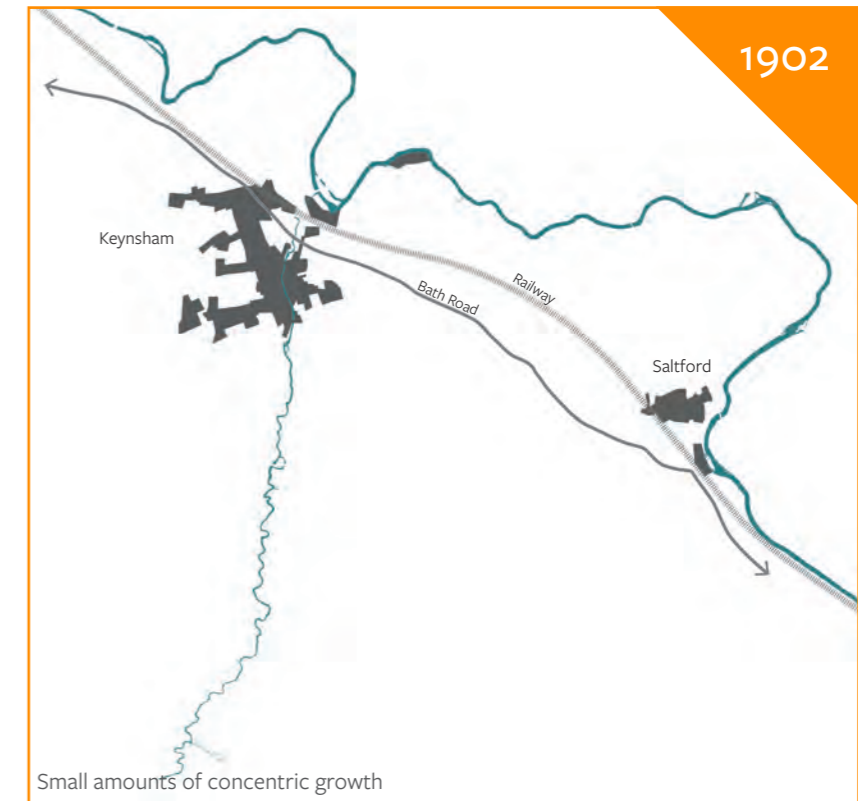 1902
Keynsham
Railway
Bath Road
Saltford
Small amounts of concentric growth